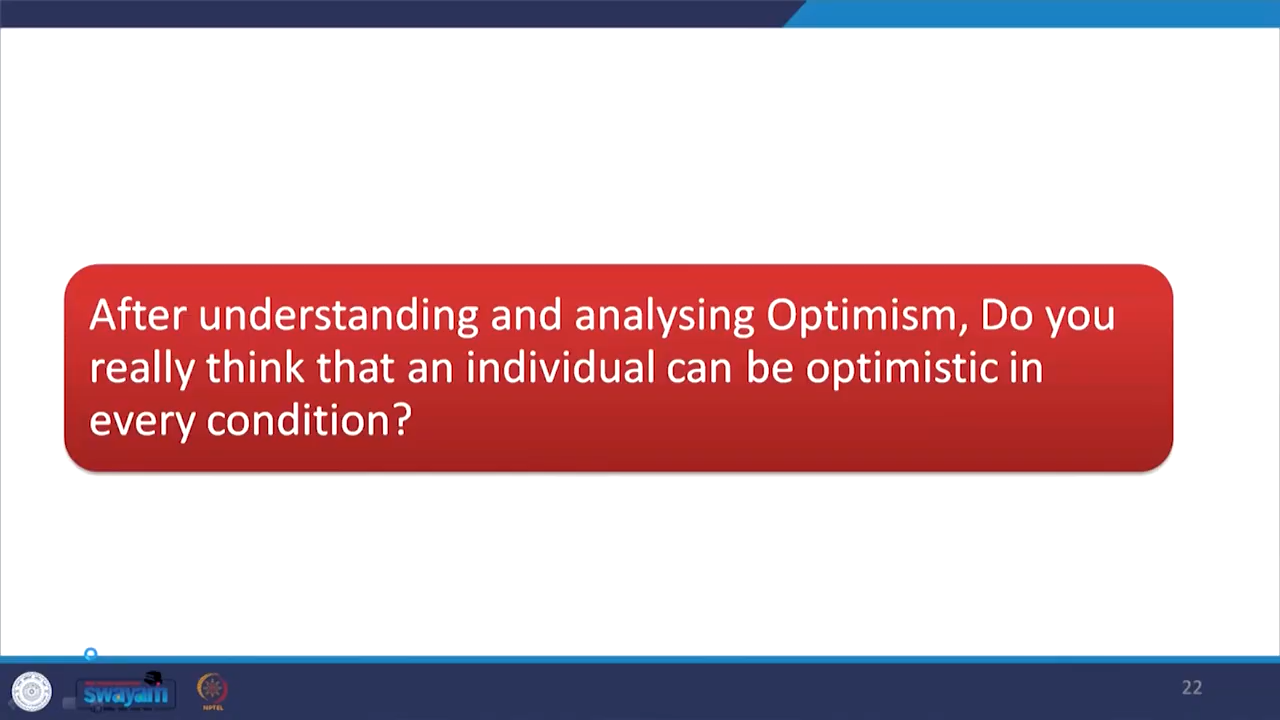 After understanding and analysing Optimism, Do you
really think that an individual can be optimistic in
every condition?
swayam
NPTEL
22